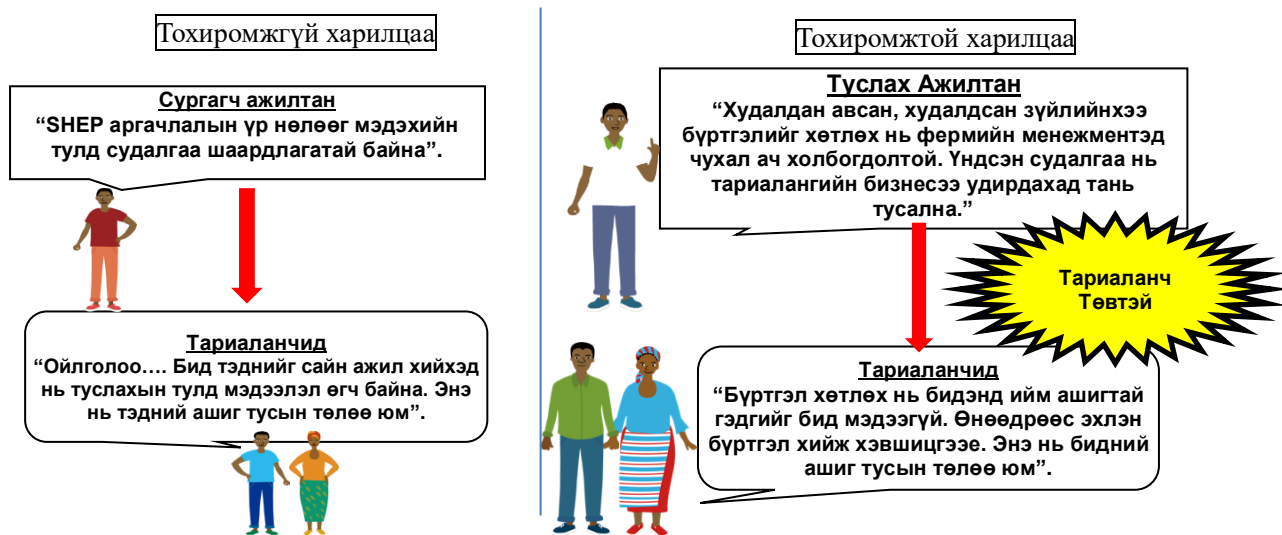 Тохиромжгүй харилцаа
Сургагч ажилтан
“SHEP аргачлалын үр нөлөөг мэдэхийн
тулд судалгаа шаардлагатай байна”.
Тариаланчид
“Ойлголоо…. Бид тэднийг сайн ажил хийхэд
нь туслахын тулд мэдээлэл өгч байна. Энэ
нь тэдний ашиг тусын төлөө юм”.
Тохиромжтой харилцаа
Туслах Ажилтан
“Худалдан авсан, худалдсан зүйлийнхээ
бүртгэлийг хөтлөх нь фермийн менежментэд
чухал ач холбогдолтой. Үндсэн судалгаа нь
тариалангийн бизнесээ удирдахад тань
тусална.”
Тариаланч
Төвтэй
Тариаланчид
“Бүртгэл хөтлөх нь бидэнд ийм ашигтай
гэдгийг бид мэдээгүй. Өнөөдрөөс эхлэн
бүртгэл хийж хэвшицгээе. Энэ нь бидний
ашиг тусын төлөө юм”.